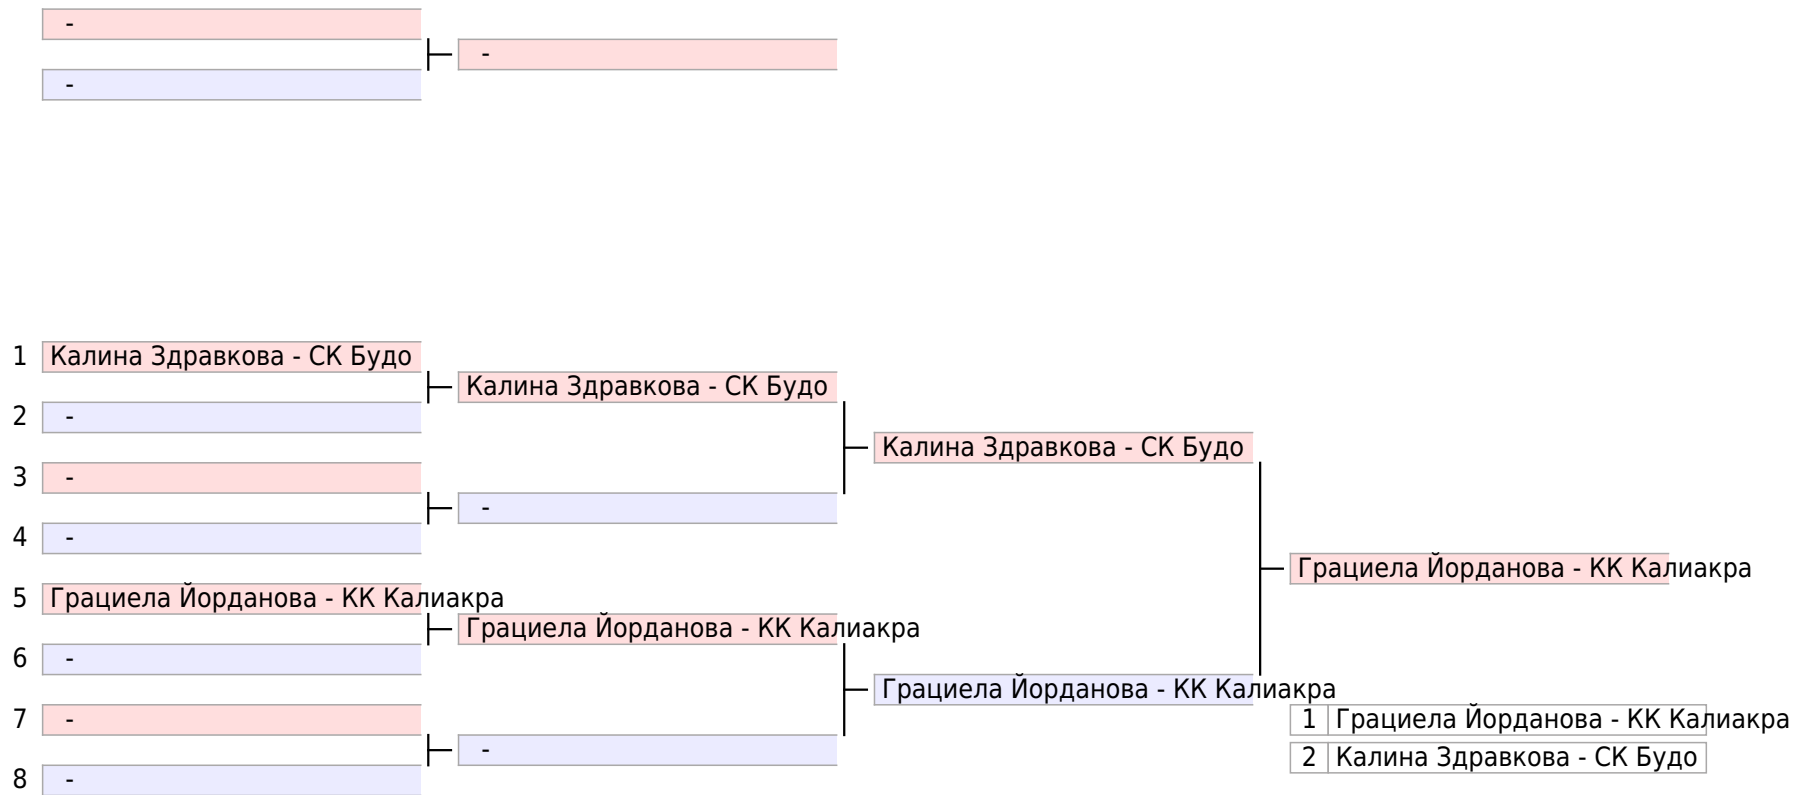 -
-
-
1 Калина Здравкова - СК Будо
Калина Здравкова - СК Будо
2 -
Калина Здравкова - СК Будо
3 -
-
4 -
Грациела Йорданова - КК Калиакра
5 Грациела Йорданова - КК Калиакра
Грациела Йорданова - КК Калиакра
6 -
Грациела Йорданова - КК Калиакра
7 -
1 Грациела Йорданова - КК Калиакра
-
2 Калина Здравкова - СК Будо
8 -